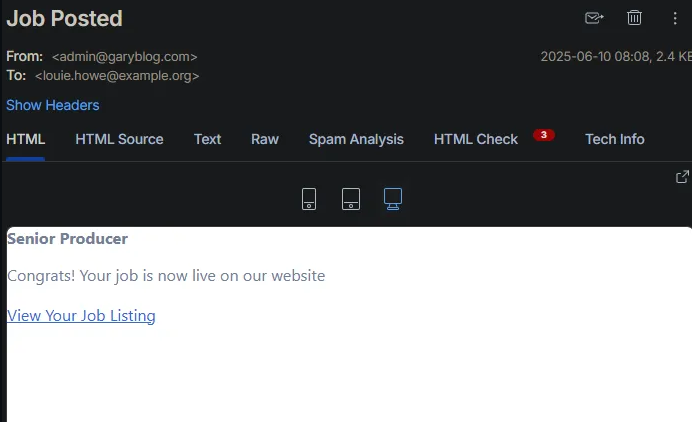 Job Posted
From: <admin@garyblog.com>
2025-06-10 08:08, 2.4 KB
To: <louie.howe@example.org>
Show Headers
HTML HTML Source Text Raw Spam Analysis HTML Check 3 Tech Info
Senior Producer
Congrats! Your job is now live on our website
View Your Job Listing